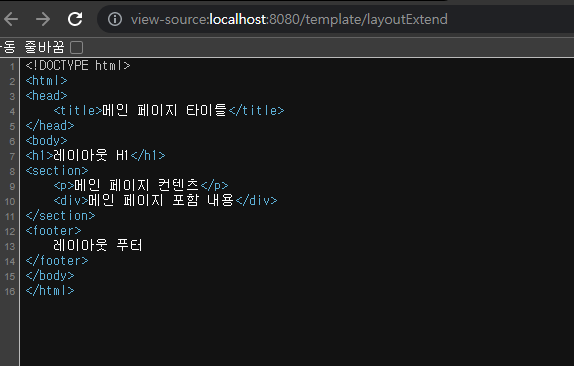 view-source:localhost:8080/template/layoutExtend
동 줄바꿈
1 <!DOCTYPE html>
2 <html>
3 <head>
4     <title>메인 페이지 타이틀</title>
5 </head>
6 <body>
7 <h1>레이아웃 H1</h1>
8 <section>
9     <p>메인 페이지 컨텐츠</p>
10     <div>메인 페이지 포함 내용</div>
11 </section>
12 <footer>
13     레이아웃 푸터
14 </footer>
15 </body>
16 </html>